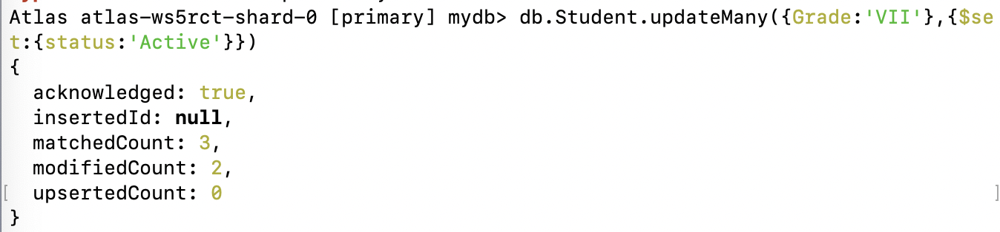 Atlas atlas-ws5rct-shard-0 [primary] mydb> db.Student.updateMany({Grade:'VII'},{$se
t:{status:'Active'}})
{
  acknowledged: true,
  insertedId: null,
  matchedCount: 3,
  modifiedCount: 2,
[ upsertedCount: 0 ]
}